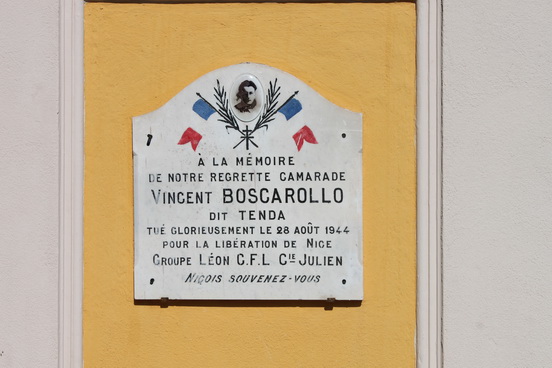 À LA MÉMOIRE
DE NOTRE REGRETTE CAMARADE
VINCENT BOSCAROLLO
DIT TENDA
TUÉ GLORIEUSEMENT LE 28 AOÛT 1944
POUR LA LIBÉRATION DE NICE
GROUPE LÉON C.F.L CIE JULIEN
NIÇOIS SOUVENEZ-VOUS